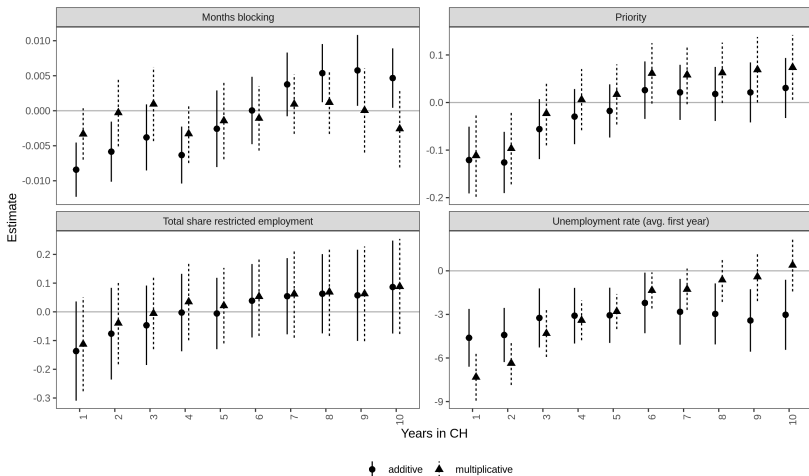 Months blocking
Priority
0.010
0.005
0.000
-0.005
-0.010
0.1
0.0
-0.1
-0.2
Estimate
Total share restricted employment
Unemployment rate (avg. first year)
0.2
0.1
0.0
-0.1
-0.2
-0.3
0
-3
-6
-9
1 2 3 4 5 6 7 8 9 10
1 2 3 4 5 6 7 8 9 10
Years in CH
additive multiplicative